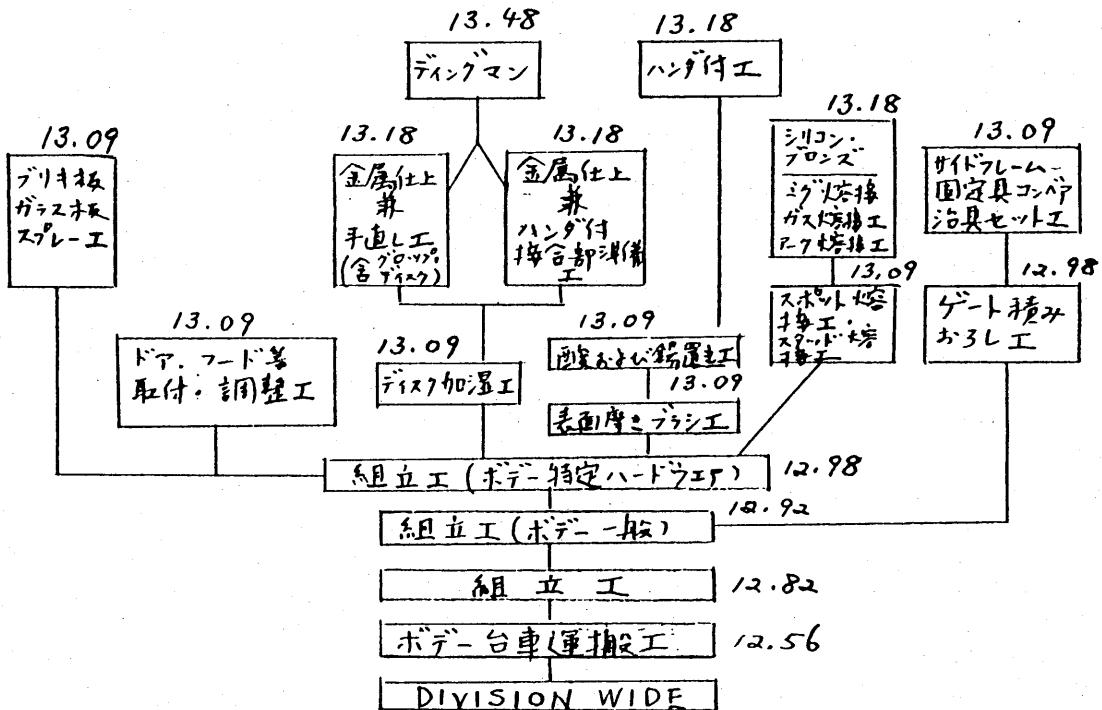 13.48
ディングマン
13.18
ハンダ付工
13.09
ブリキ板
ガラス板
スプレー工
13.18
金属仕上
兼
手直し工
(含グロップ。
ディスク)
13.18
金属仕上
兼
ハンダ付
接合部準備
工
13.18
シリコン・
ブロンズ
ミグ熔接
ガス熔接工
アーク熔接工
13.09
サイドフレーム
固定具コンベア
治具セット工
13.09
ドア、フード等
取付・調整工
13.09
ディスク加湿工
13.09
酸および錫置き工
13.09
表面磨きブラシ工
13.09
スポット熔
接工・
スタッド熔
接工
12.98
ゲート積み
おろし工
組立工(ボデー特定ハードウェア)
12.98
組立工(ボデー一般)
12.92
組立工
12.82
ボデー台車運搬工
12.56
DIVISION WIDE